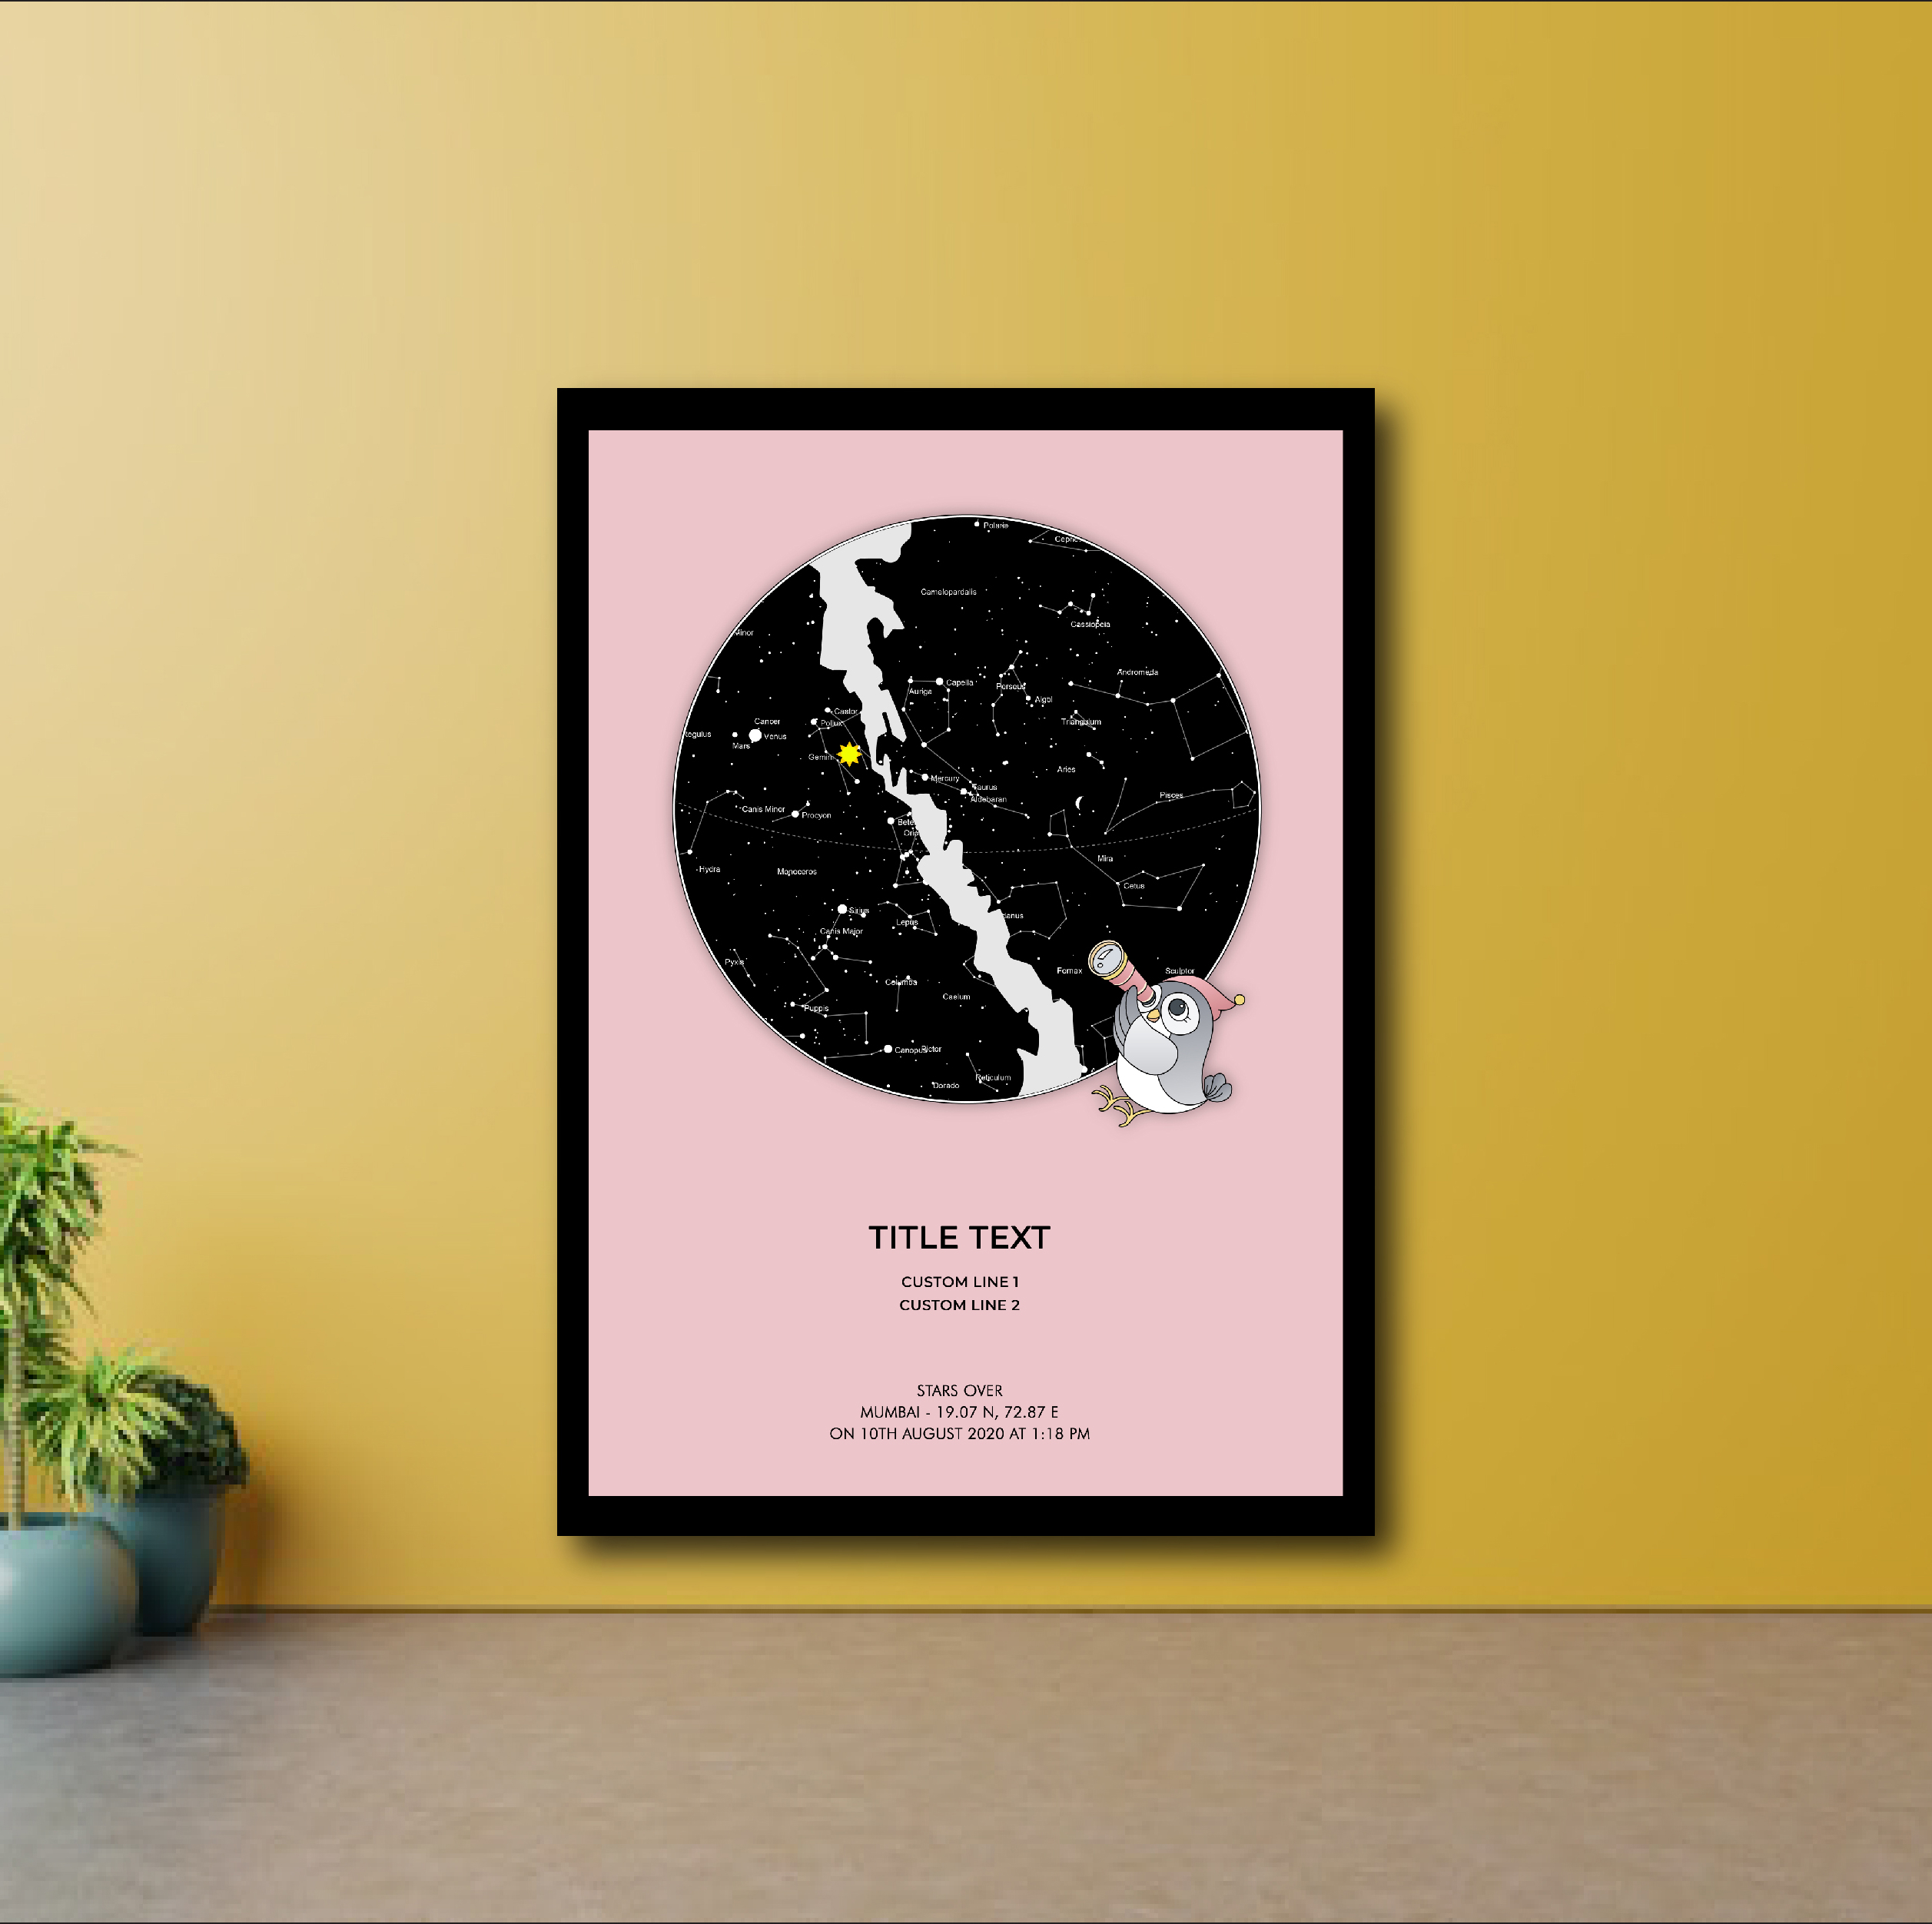 Polaris
Camelopardalis
Cassiopeia
Minor
Andromeda
Capella
Perseus
Auriga
Algol
Castor
Cancer
Pollux
Triangulum
Venus
Mars
Gemini
Aries
Mercury
Taurus
Aldebaran
Pisces
Canis Minor
Procyon
Mira
Hydra
Monoceros
Cetus
Sirius
Lepus
Canis Major
Pyxis
Fornax
Sculptor
Columba
Caelum
Puppis
Canopus
Pictor
Reticulum
Dorado
TITLE TEXT
CUSTOM LINE 1
CUSTOM LINE 2
STARS OVER
MUMBAI - 19.07 N, 72.87 E
ON 10TH AUGUST 2020 AT 1:18 PM